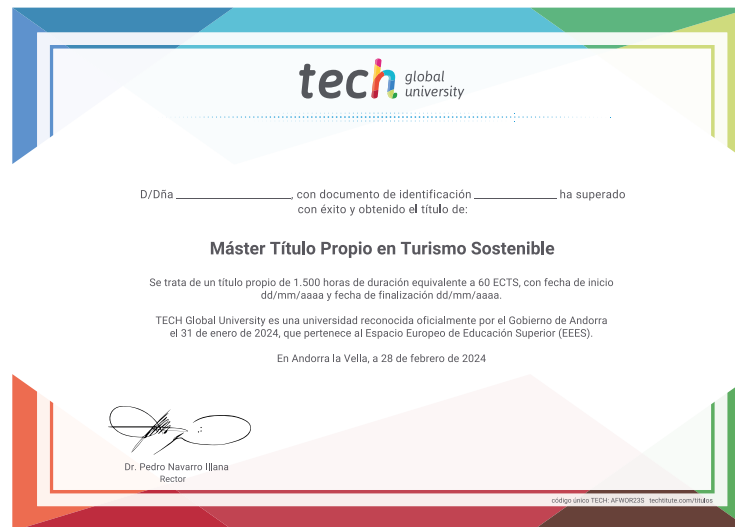 tech global
university
D/Dña ______________, con documento de identificación ______________ ha superado
con éxito y obtenido el título de:
Máster Título Propio en Turismo Sostenible
Se trata de un título propio de 1.500 horas de duración equivalente a 60 ECTS, con fecha de inicio
dd/mm/aaaa y fecha de finalización dd/mm/aaaa.
TECH Global University es una universidad reconocida oficialmente por el Gobierno de Andorra
el 31 de enero de 2024, que pertenece al Espacio Europeo de Educación Superior (EEES).
En Andorra la Vella, a 28 de febrero de 2024
Dr. Pedro Navarro Illana
Rector
código único TECH: AFWOR23S techtitute.com/titulos